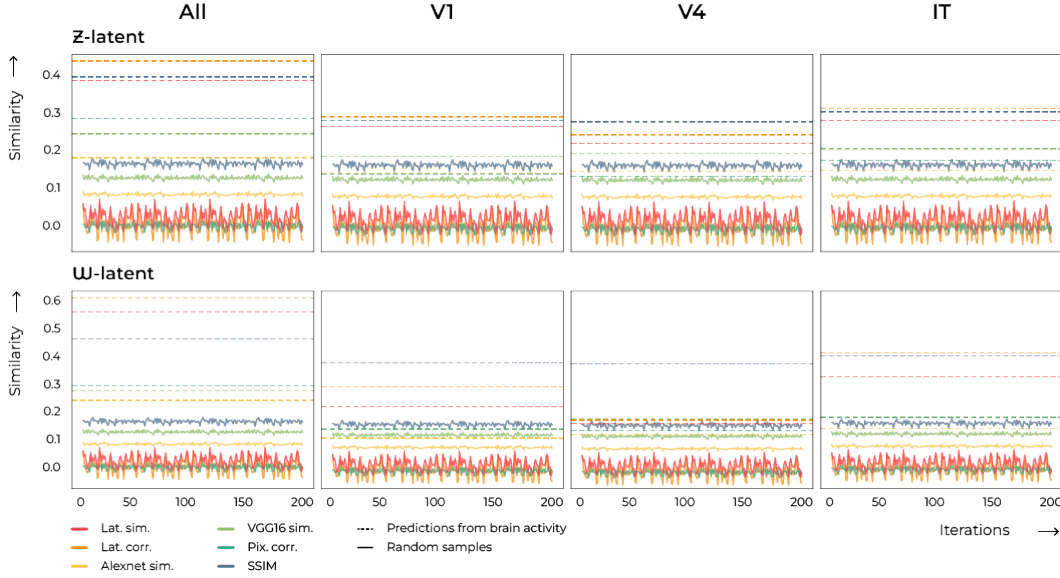 All V1 V4 IT
Ƶ-latent
Similarity →
0.4
0.3
0.2
0.1
0.0
ɯ-latent
Similarity →
0.6
0.5
0.4
0.3
0.2
0.1
0.0
0 50 100 150 200 0 50 100 150 200 0 50 100 150 200 0 50 100 150 200
Lat. sim. VGG16 sim. Predictions from brain activity
Lat. corr. Pix. corr. Random samples
Alexnet sim. SSIM
Iterations →